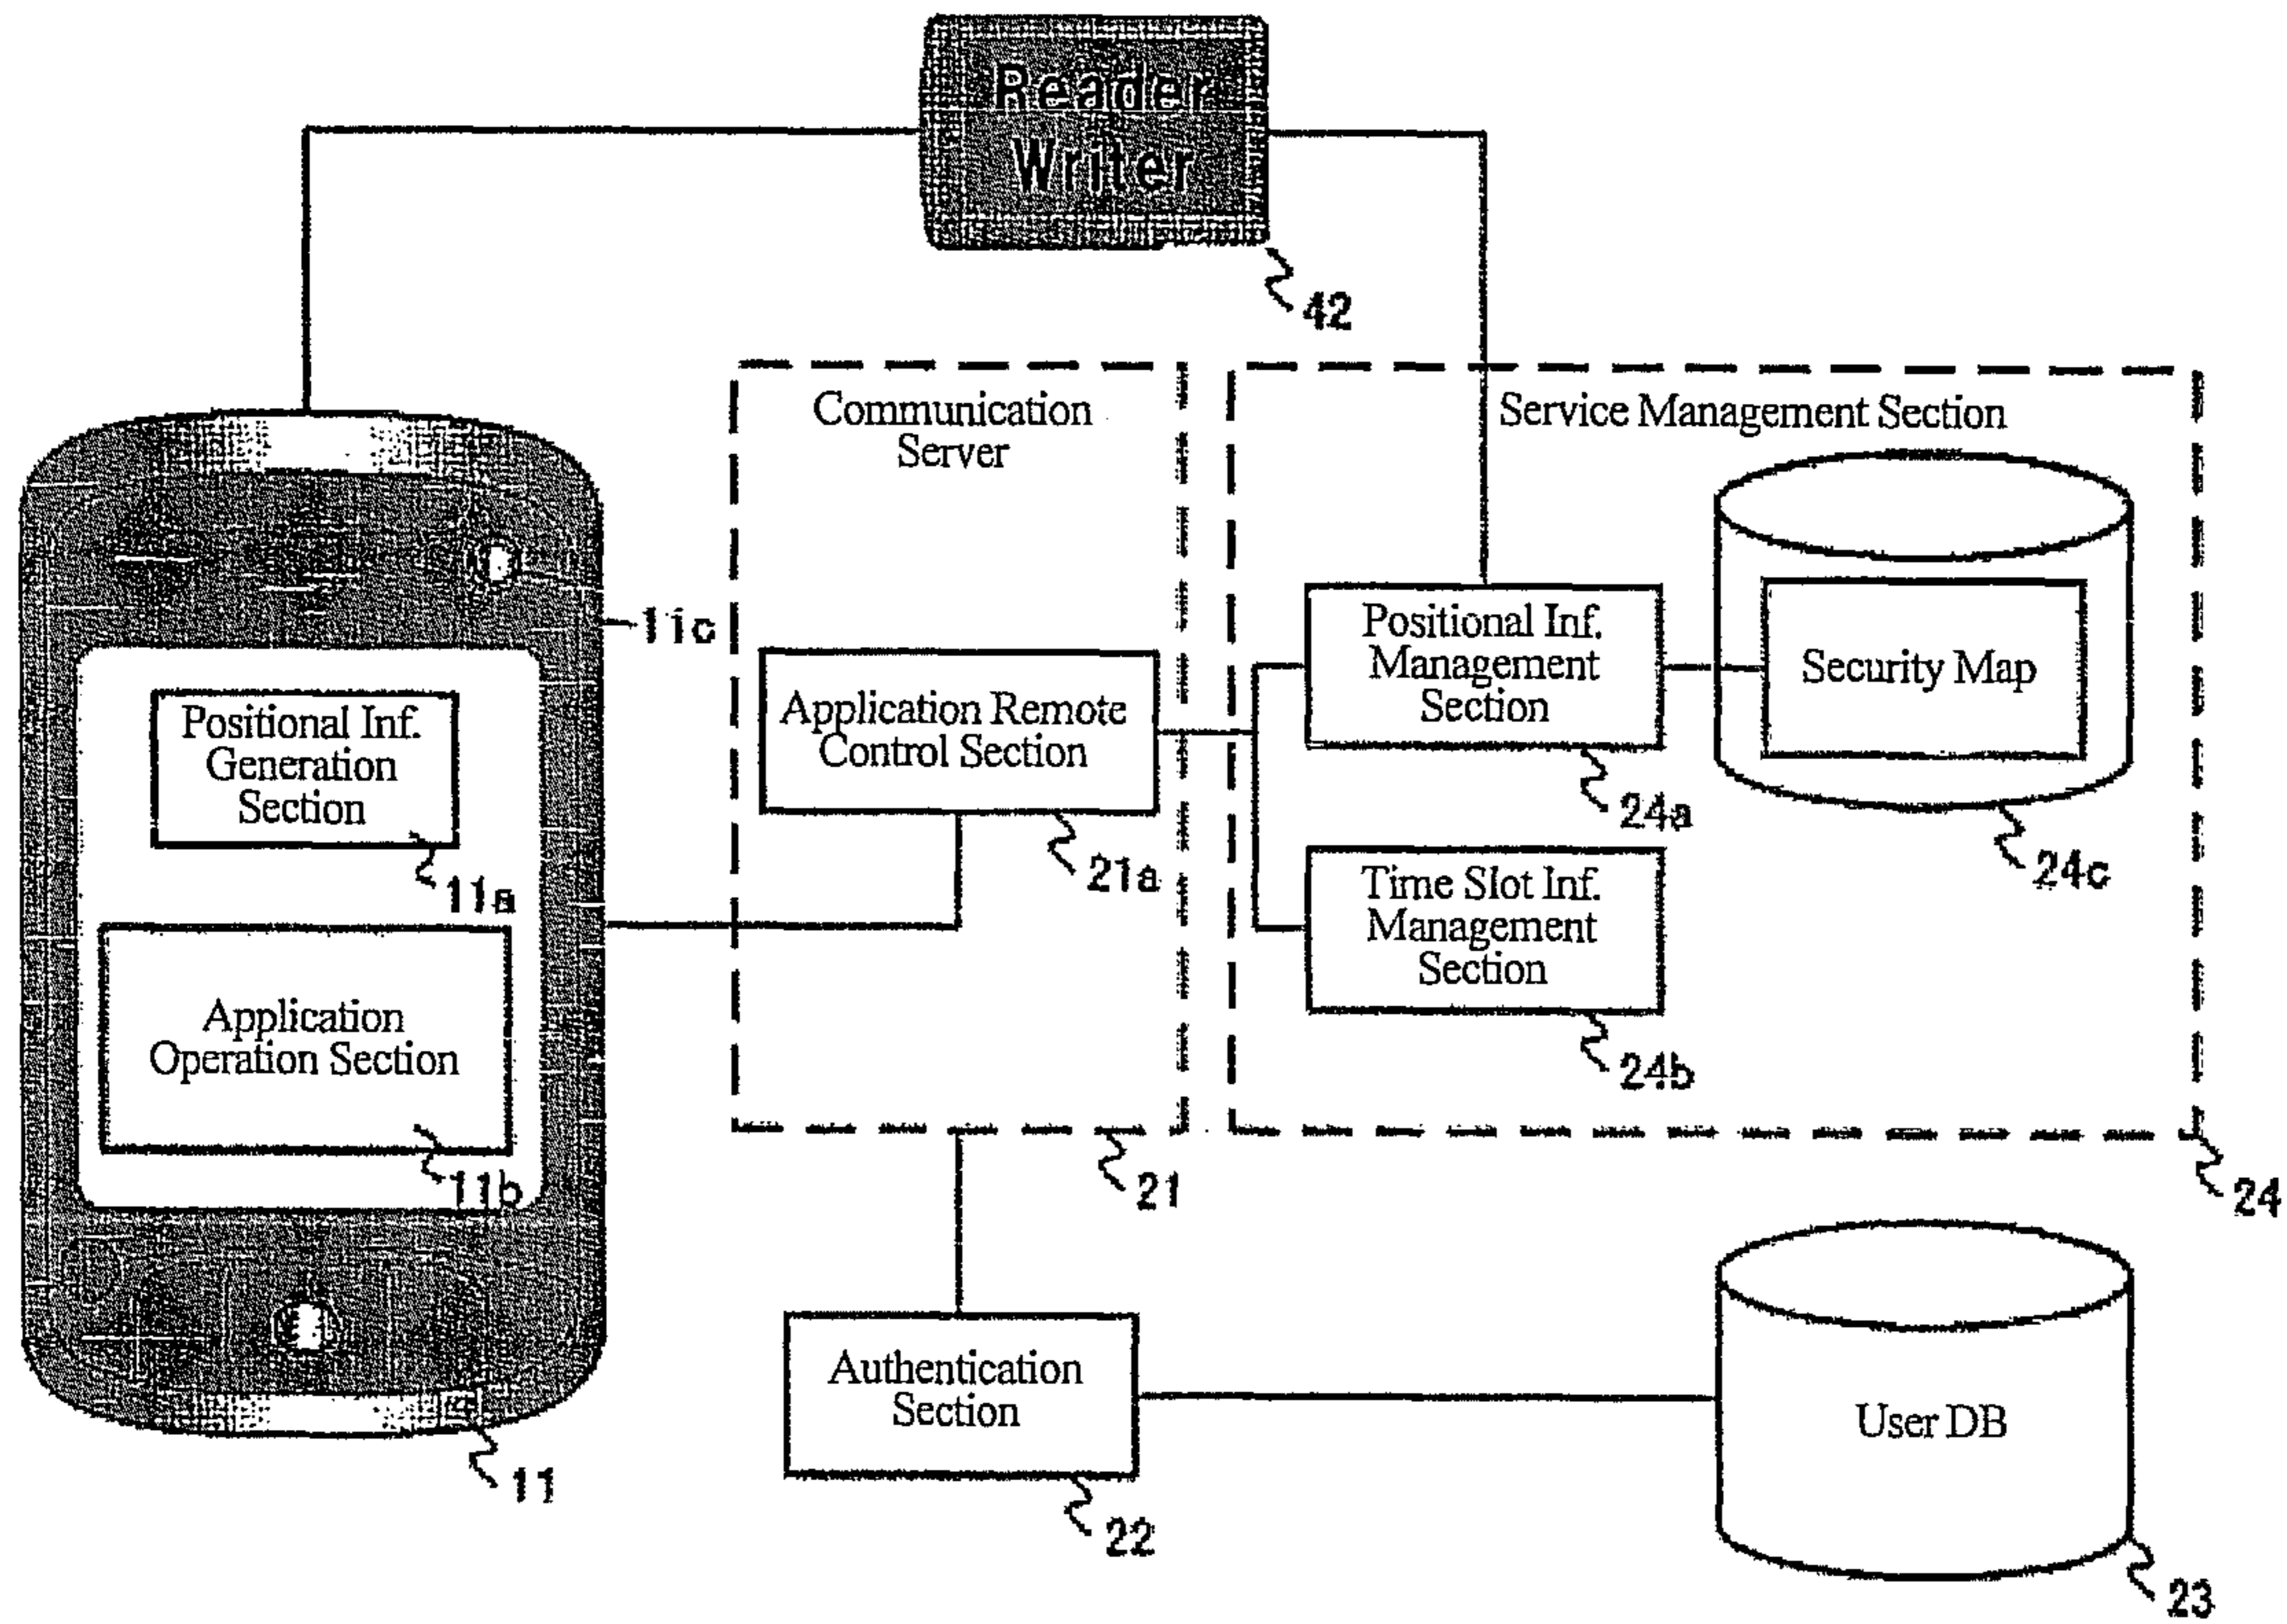 Reader
Writer
42
Communication
Server
Service Management Section
11c
Positional Inf.
Management
Section
Security Map
Application Remote
Control Section
Positional Inf.
Generation
Section
24a
21a
24c
11a
Time Slot Inf.
Management
Section
Application
Operation Section
24b
11b
21
24
Authentication
Section
User DB
11
22
23